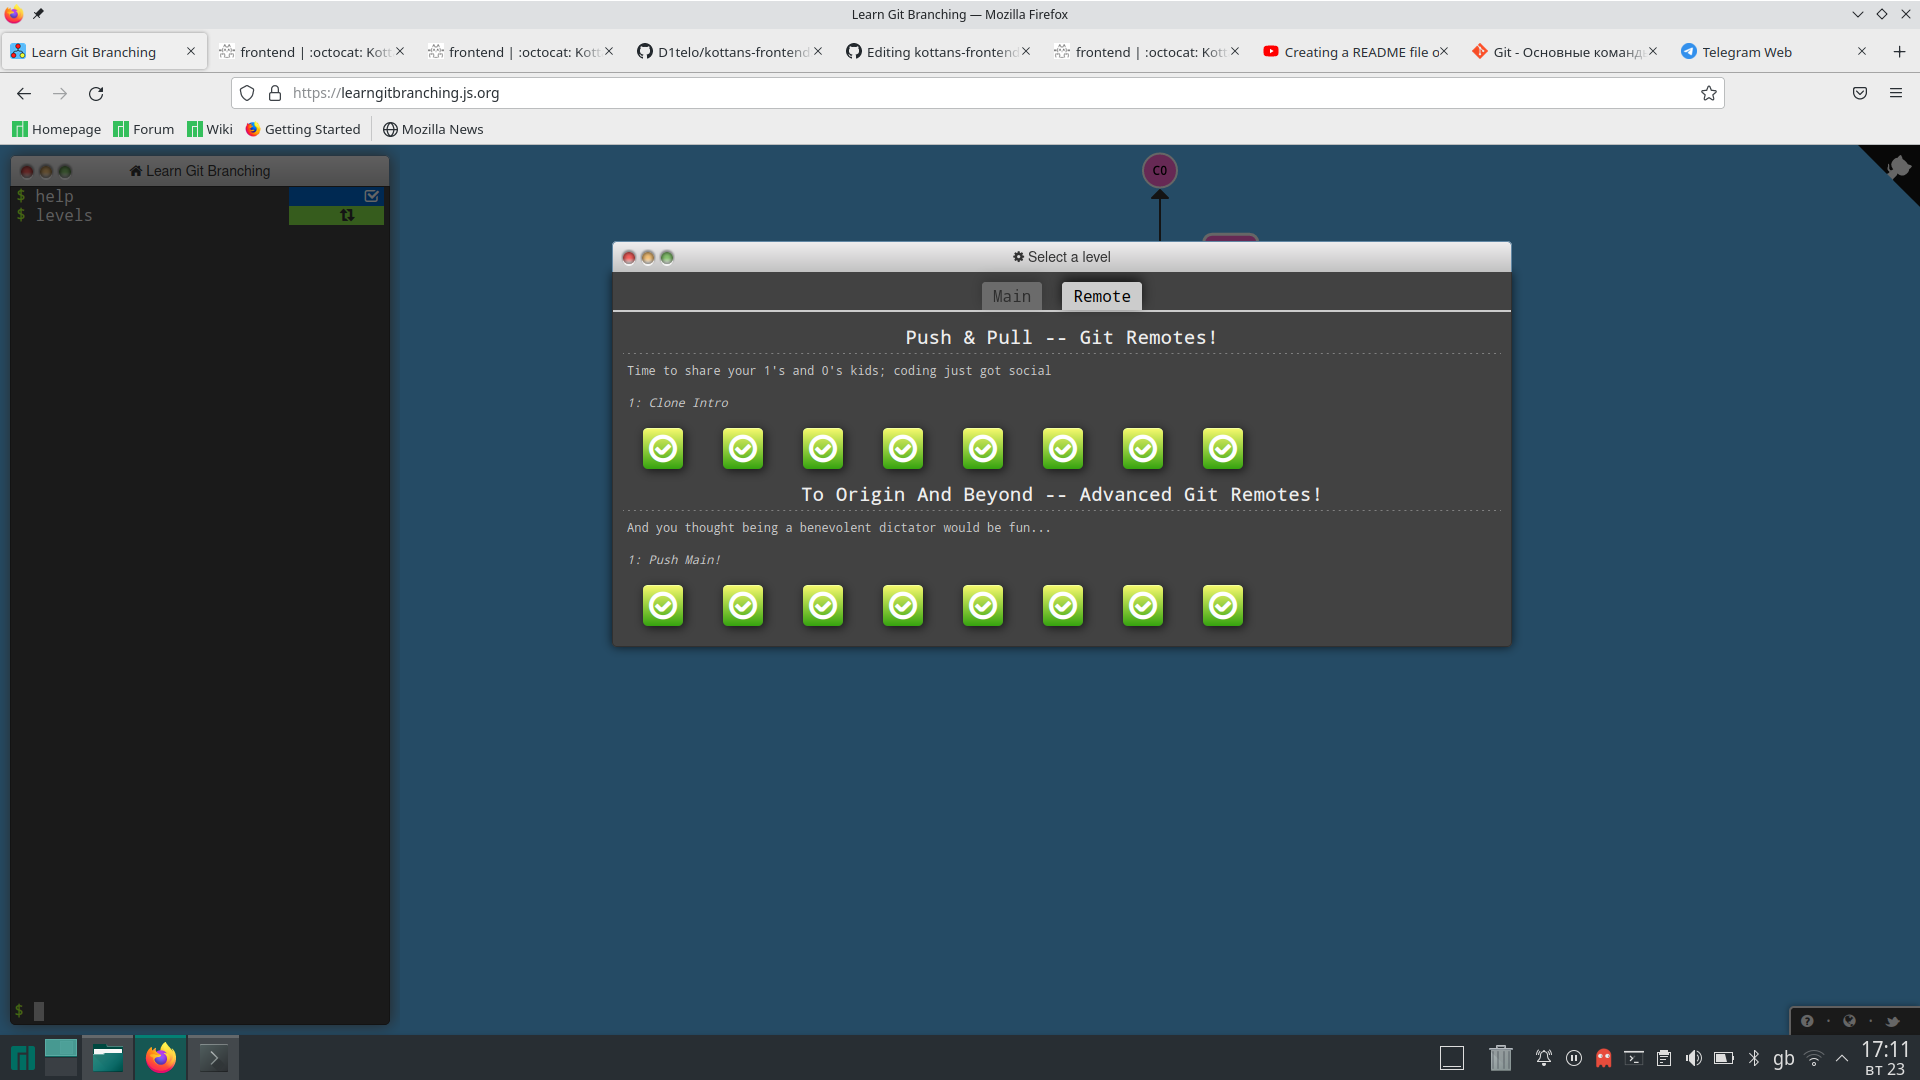 Learn Git Branching — Mozilla Firefox
Learn Git Branching
frontend | :octocat: Kott
frontend | :octocat: Kott
D1telo/kottans-frontend
Editing kottans-frontend
frontend | :octocat: Kott
Creating a README file o
Git - Основные команд
Telegram Web
https://learngitbranching.js.org
Homepage
Forum
Wiki
Getting Started
Mozilla News
Learn Git Branching
$ help
$ levels
C0
Select a level
Main
Remote
Push & Pull -- Git Remotes!
Time to share your 1's and 0's kids; coding just got social
1: Clone Intro
To Origin And Beyond -- Advanced Git Remotes!
And you thought being a benevolent dictator would be fun...
1: Push Main!
$
gb
17:11
вт 23